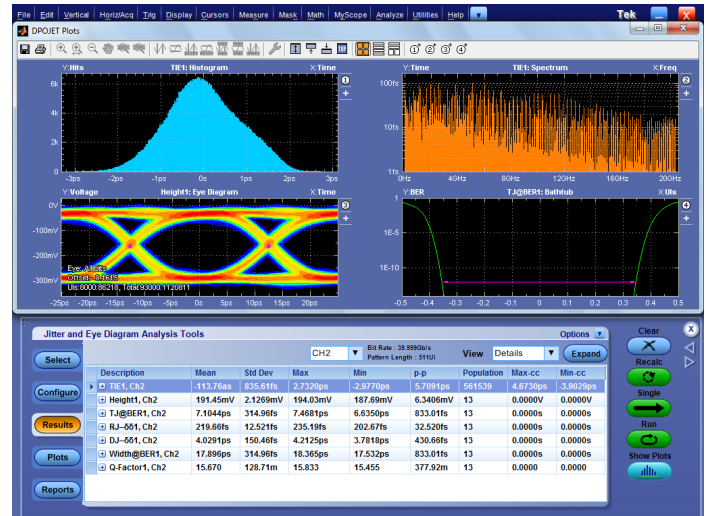 File Edit Vertical Horiz/Acq Trig Display Cursors Measure Mask Math MyScope Analyze Utilities Help Tek
DPOJET Plots
Y:Hits TIE1: Histogram X:Time
6k
4k
2k
0
-3ps -2ps -1ps 0s 1ps 2ps 3ps
Y:Time TIE1: Spectrum X:Freq
100fs
10fs
1fs
0Hz 4GHz 8GHz 12GHz 16GHz 20GHz
Y:Voltage Height1: Eye Diagram X:Time
0V
-100mV
-200mV
-300mV
Eye: All Bits
Offset: -0.1615
UIs:8000:86218, Total:93000:1120811
-25ps -20ps -15ps -10ps -5ps 0s 5ps 10ps 15ps 20ps
Y:BER TJ@BER1: Bathtub X:UIs
1
1E-5
1E-10
-0.5 -0.4 -0.3 -0.2 -0.1 0 0.1 0.2 0.3 0.4 0.5
Jitter and Eye Diagram Analysis Tools Options
CH2 Bit Rate : 39.999Gb/s
Pattern Length : 511UI
View Details Expand
Select
Configure
Results
Plots
Reports
Description Mean Std Dev Max Min p-p Population Max-cc Min-cc
TIE1, Ch2 -113.76as 835.61fs 2.7320ps -2.9770ps 5.7091ps 561539 4.6730ps -3.9029ps
Height1, Ch2 191.45mV 2.1269mV 194.03mV 187.69mV 6.3406mV 13 0.0000V 0.0000V
TJ@BER1, Ch2 7.1044ps 314.96fs 7.4681ps 6.6350ps 833.01fs 13 0.0000s 0.0000s
RJ–δδ1, Ch2 219.66fs 12.521fs 235.19fs 202.67fs 32.520fs 13 0.0000s 0.0000s
DJ–δδ1, Ch2 4.0291ps 150.46fs 4.2125ps 3.7818ps 430.66fs 13 0.0000s 0.0000s
Width@BER1, Ch2 17.896ps 314.96fs 18.365ps 17.532ps 833.01fs 13 0.0000s 0.0000s
Q-Factor1, Ch2 15.670 128.71m 15.833 15.455 377.92m 13 0.0000 0.0000
Clear
Recalc
Single
Run
Show Plots